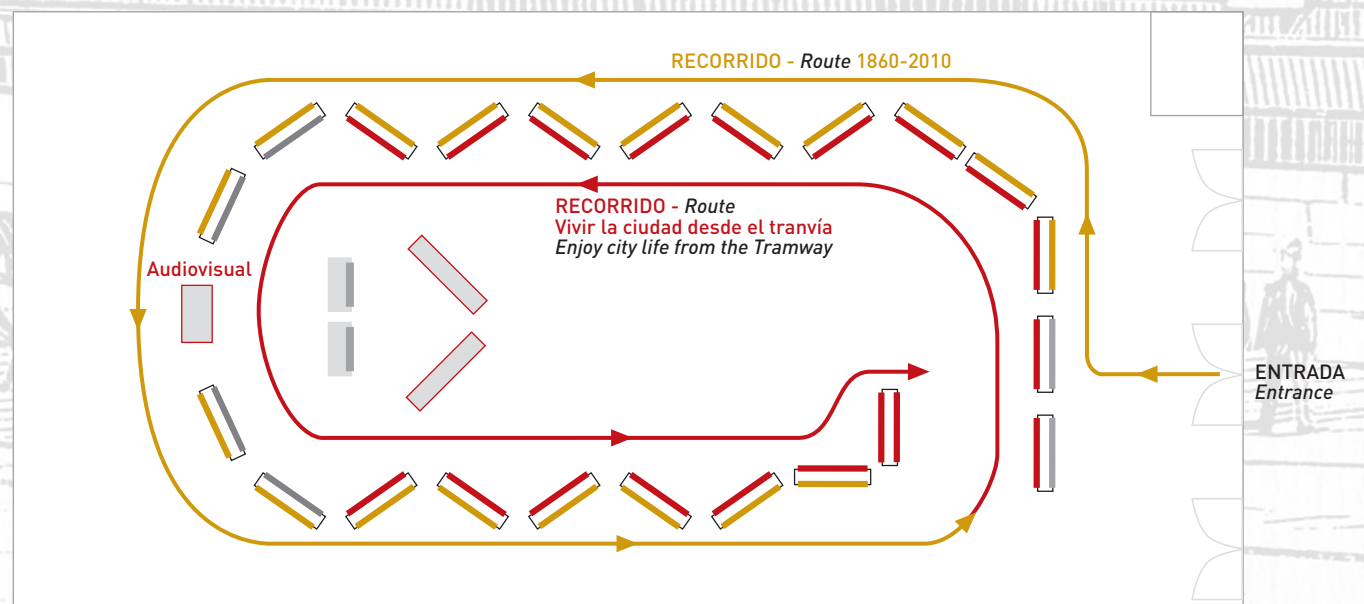 RECORRIDO - Route 1860-2010
RECORRIDO - Route
Vivir la ciudad desde el tranvía
Enjoy city life from the Tramway
Audiovisual
ENTRADA
Entrance